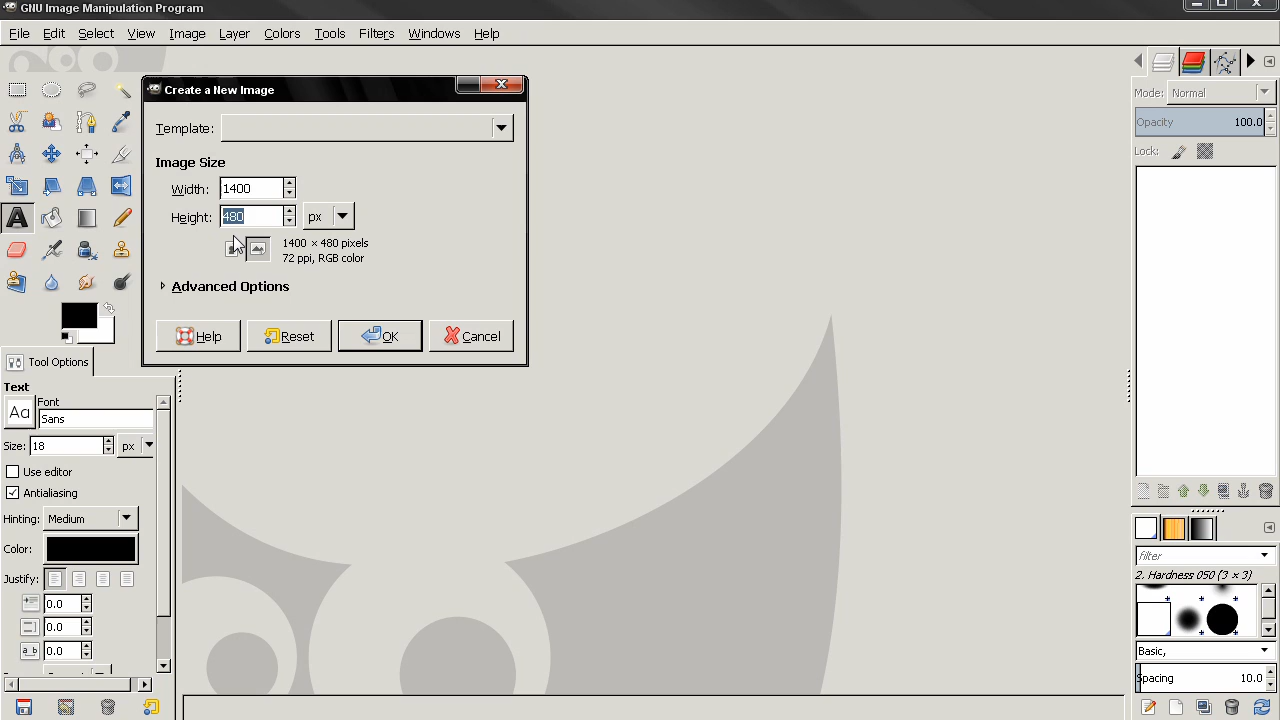 GNU Image Manipulation Program
File Edit Select View Image Layer Colors Tools Filters Windows Help
Create a New Image
Template:
Image Size
Width: 1400
Height: 480 px
1400 × 480 pixels
72 ppi, RGB color
Advanced Options
Help Reset OK Cancel
Tool Options
Text
Aa Font
Sans
Size: 18 px
Use editor
Antialiasing
Hinting: Medium
Color:
Justify:
0.0
0.0
a b 0.0
Mode: Normal
Opacity 100.0
Lock:
filter
2. Hardness 050 (3 × 3)
Basic,
Spacing 10.0